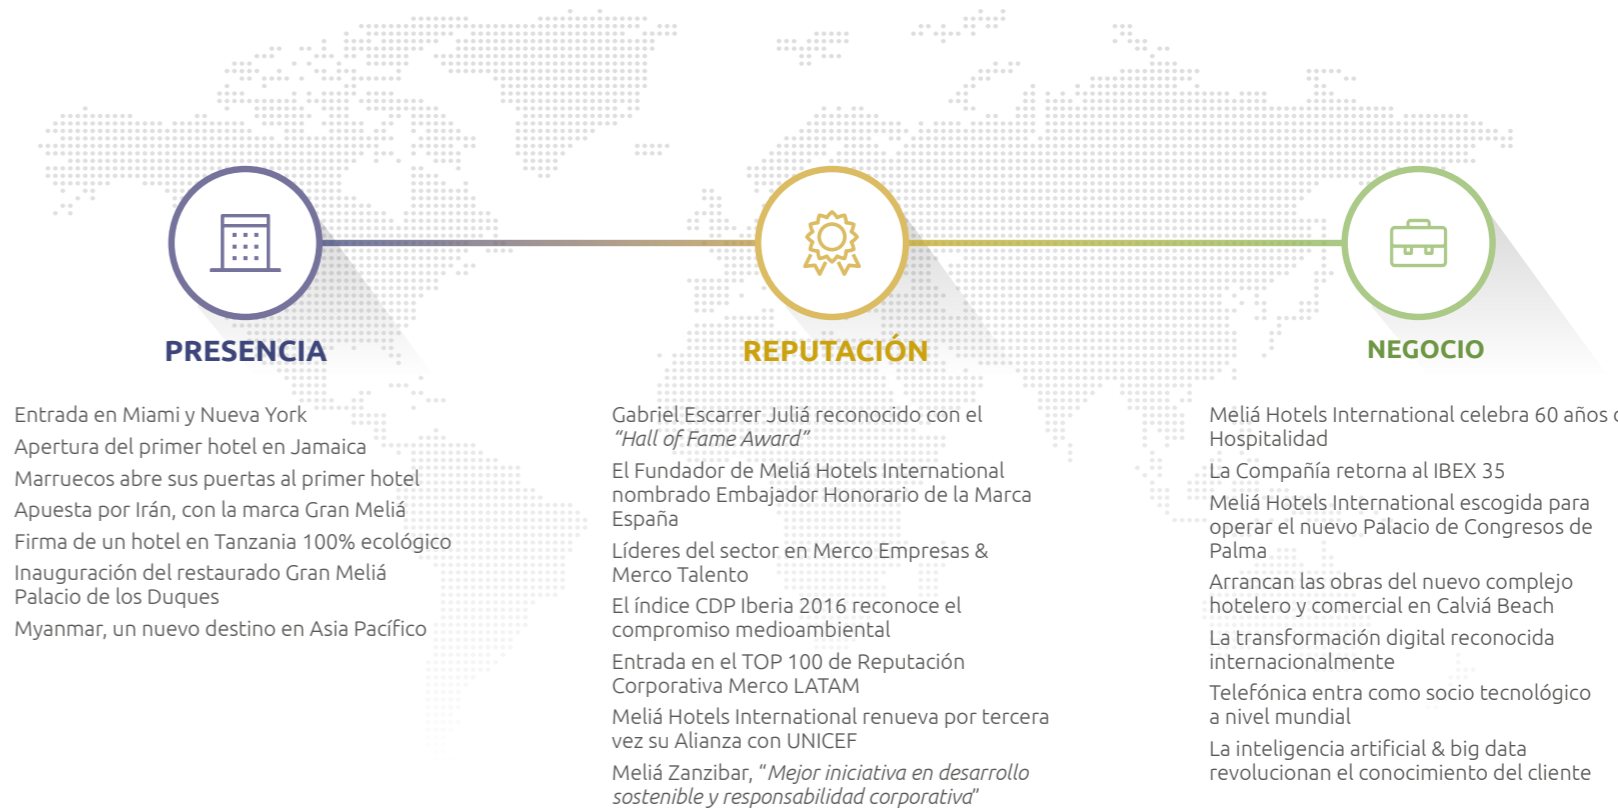 PRESENCIA
Entrada en Miami y Nueva York
Apertura del primer hotel en Jamaica
Marruecos abre sus puertas al primer hotel
Apuesta por Irán, con la marca Gran Meliá
Firma de un hotel en Tanzania 100% ecológico
Inauguración del restaurado Gran Meliá
Palacio de los Duques
Myanmar, un nuevo destino en Asia Pacífico
REPUTACIÓN
Gabriel Escarrer Juliá reconocido con el
“Hall of Fame Award”
El Fundador de Meliá Hotels International
nombrado Embajador Honorario de la Marca
España
Líderes del sector en Merco Empresas &
Merco Talento
El índice CDP Iberia 2016 reconoce el
compromiso medioambiental
Entrada en el TOP 100 de Reputación
Corporativa Merco LATAM
Meliá Hotels International renueva por tercera
vez su Alianza con UNICEF
Meliá Zanzibar, “Mejor iniciativa en desarrollo
sostenible y responsabilidad corporativa”
NEGOCIO
Meliá Hotels International celebra 60 años
Hospitalidad
La Compañía retorna al IBEX 35
Meliá Hotels International escogida para
operar el nuevo Palacio de Congresos de
Palma
Arrancan las obras del nuevo complejo
hotelero y comercial en Calviá Beach
La transformación digital reconocida
internacionalmente
Telefónica entra como socio tecnológico
a nivel mundial
La inteligencia artificial & big data
revolucionan el conocimiento del cliente